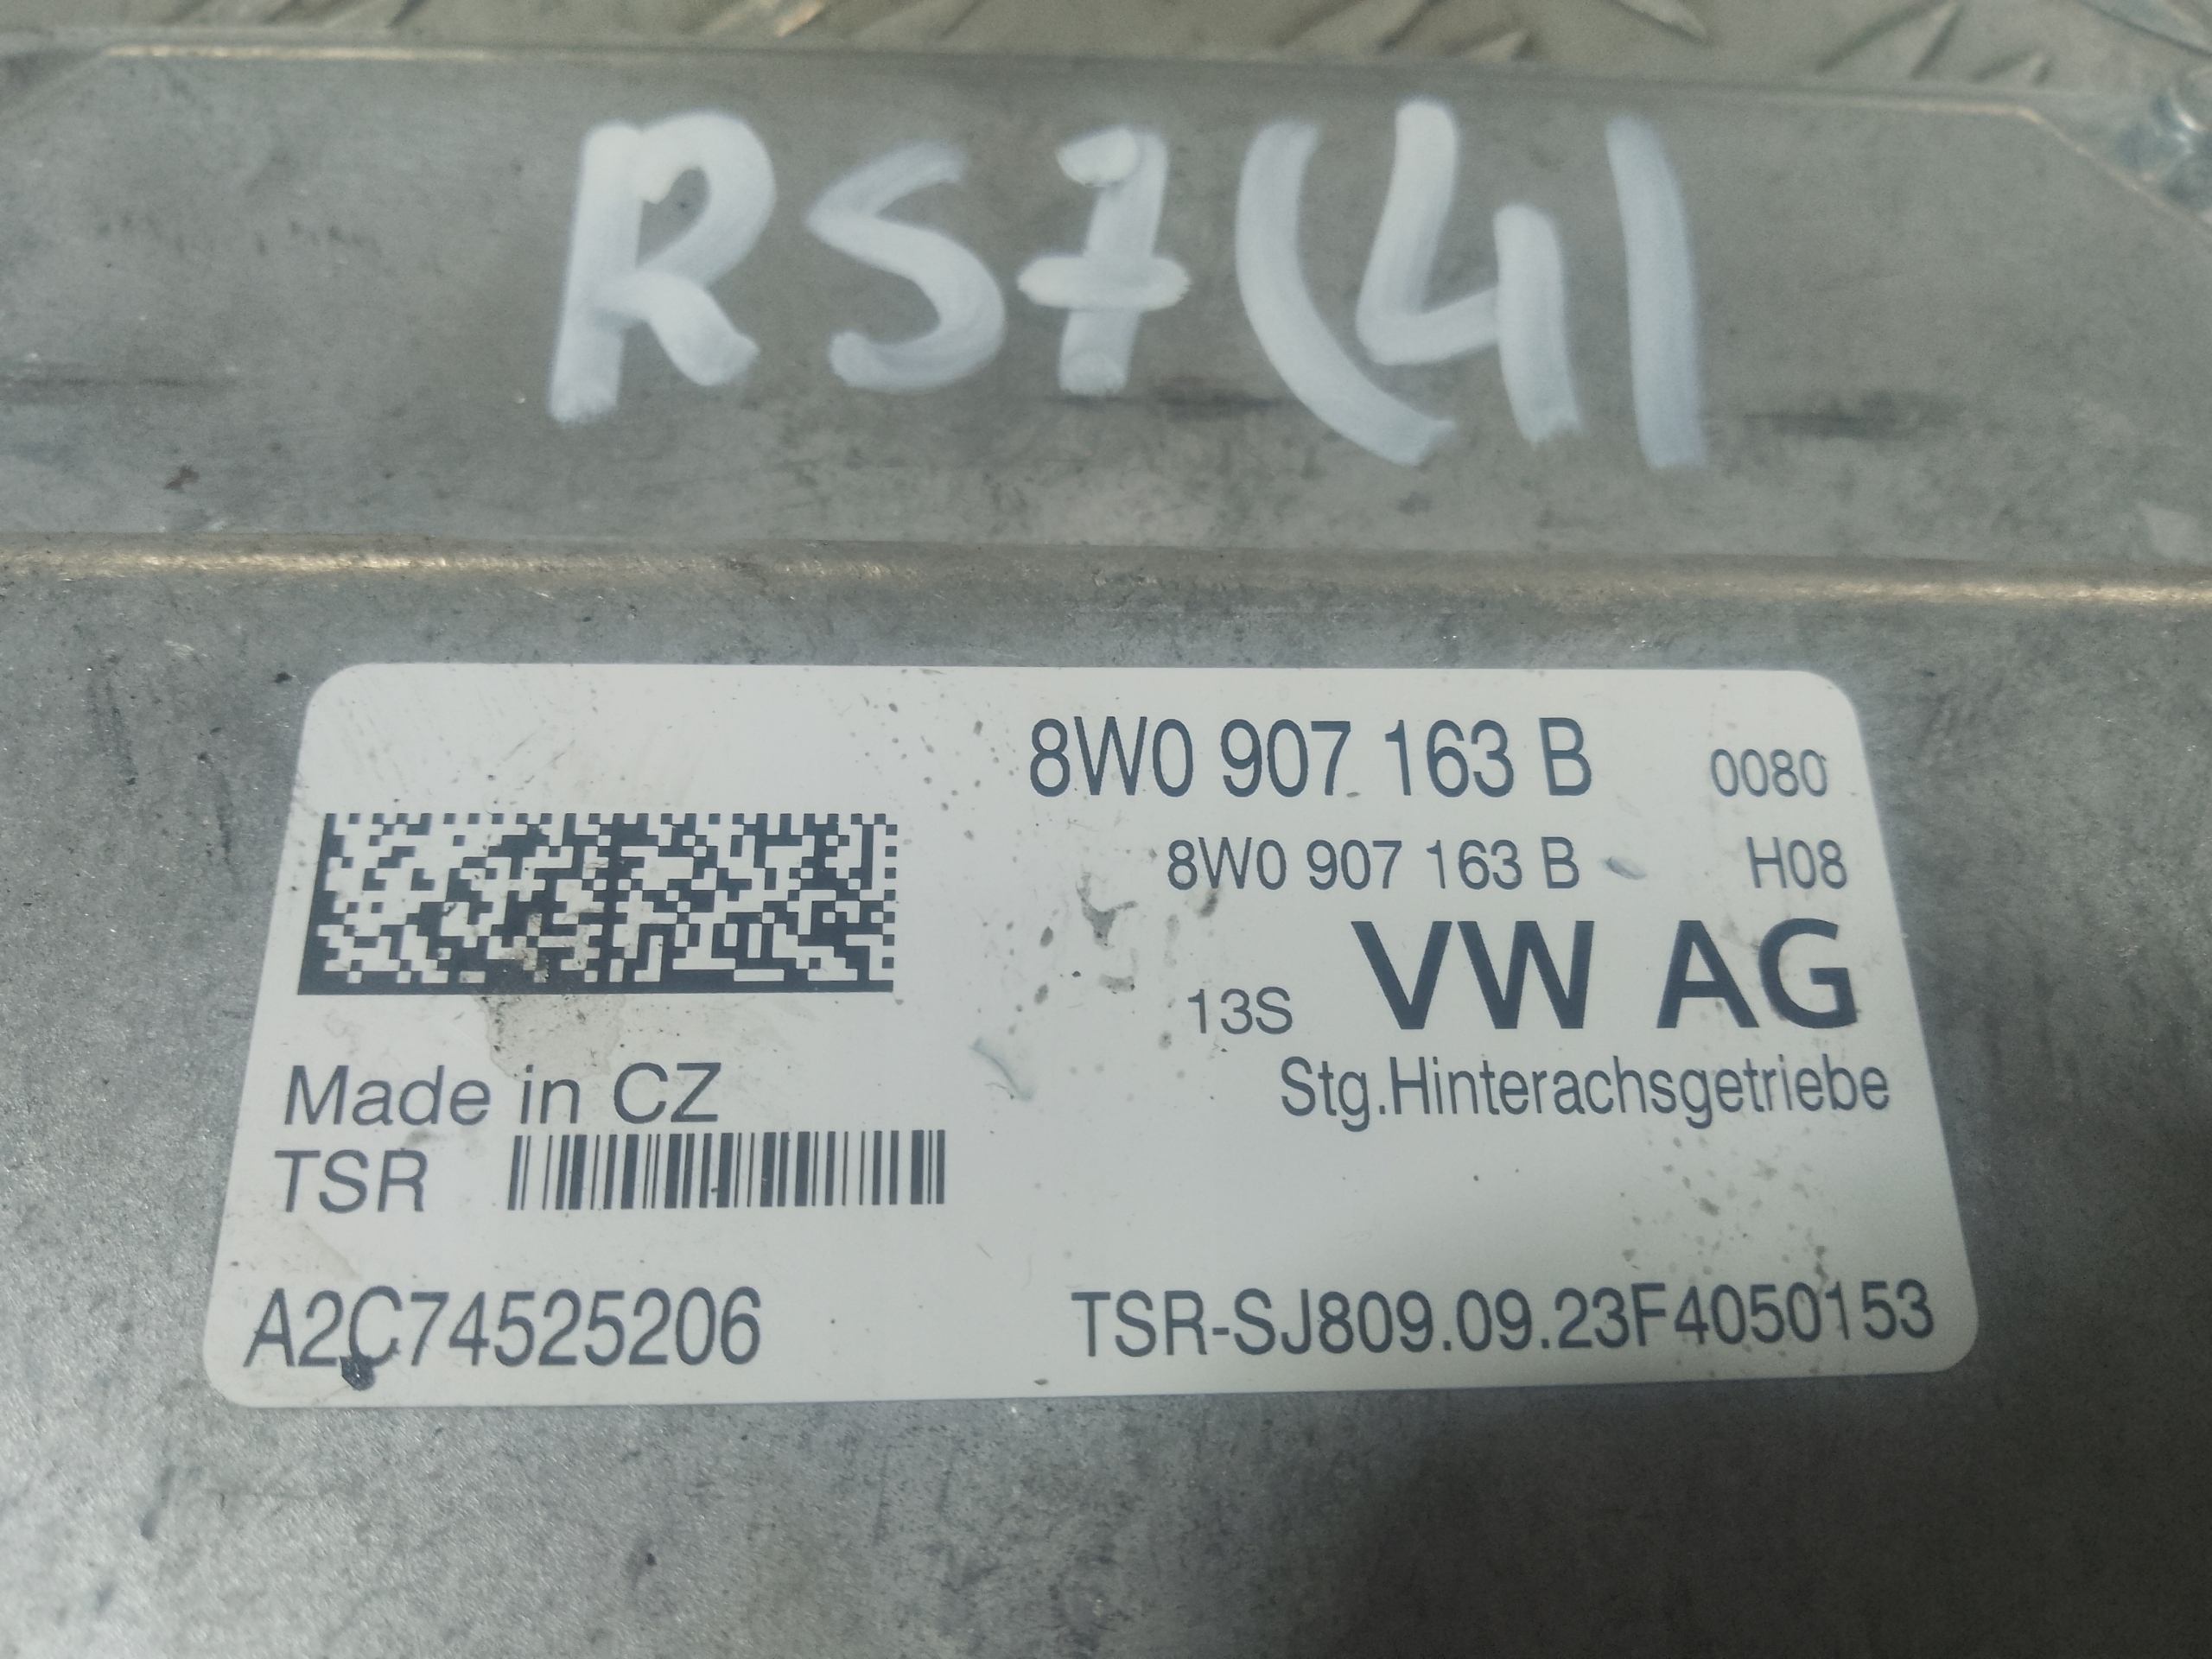 RS7(4)
8W0 907 163 B 0080
8W0 907 163 B H08
13S VW AG
Stg.Hinterachsgetriebe
Made in CZ
TSR
A2C74525206 TSR-SJ809.09.23F4050153